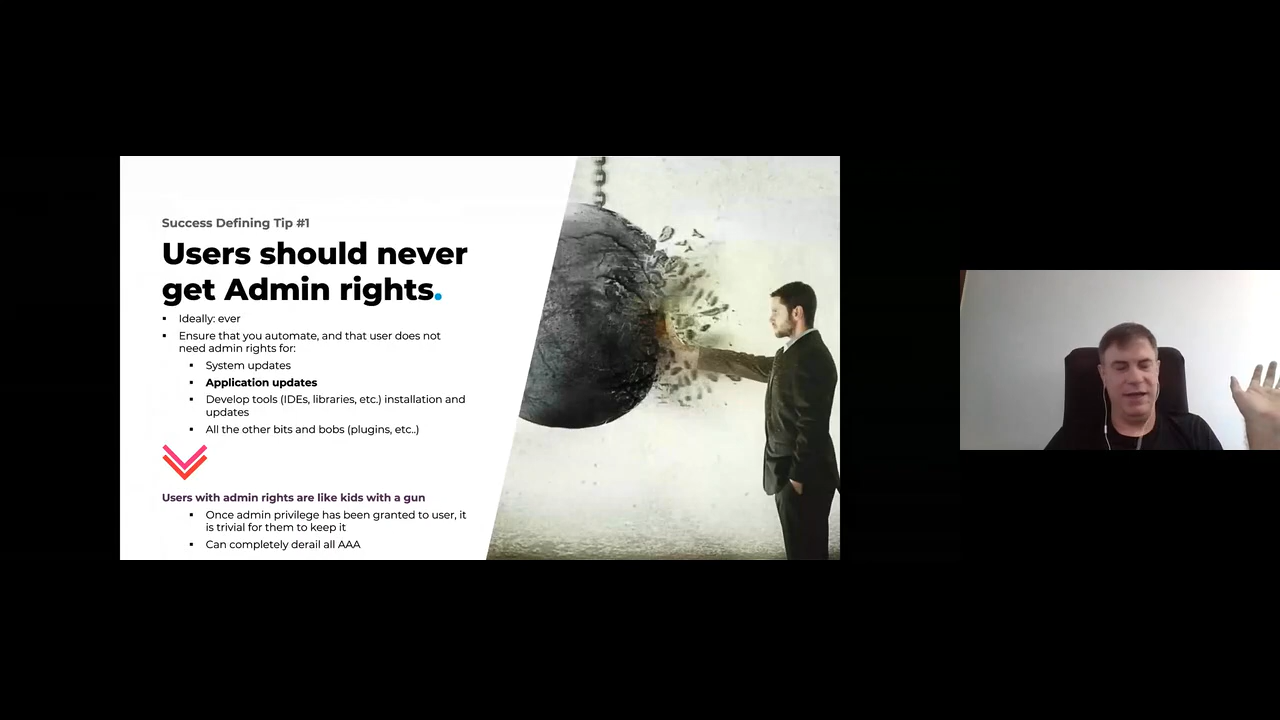 Success Defining Tip #1
Users should never
get Admin rights.
▪ Ideally: ever
▪ Ensure that you automate, and that user does not
need admin rights for:
▪ System updates
▪ Application updates
▪ Develop tools (IDEs, libraries, etc.) installation and
updates
▪ All the other bits and bobs (plugins, etc..)
Users with admin rights are like kids with a gun
▪ Once admin privilege has been granted to user, it
is trivial for them to keep it
▪ Can completely derail all AAA